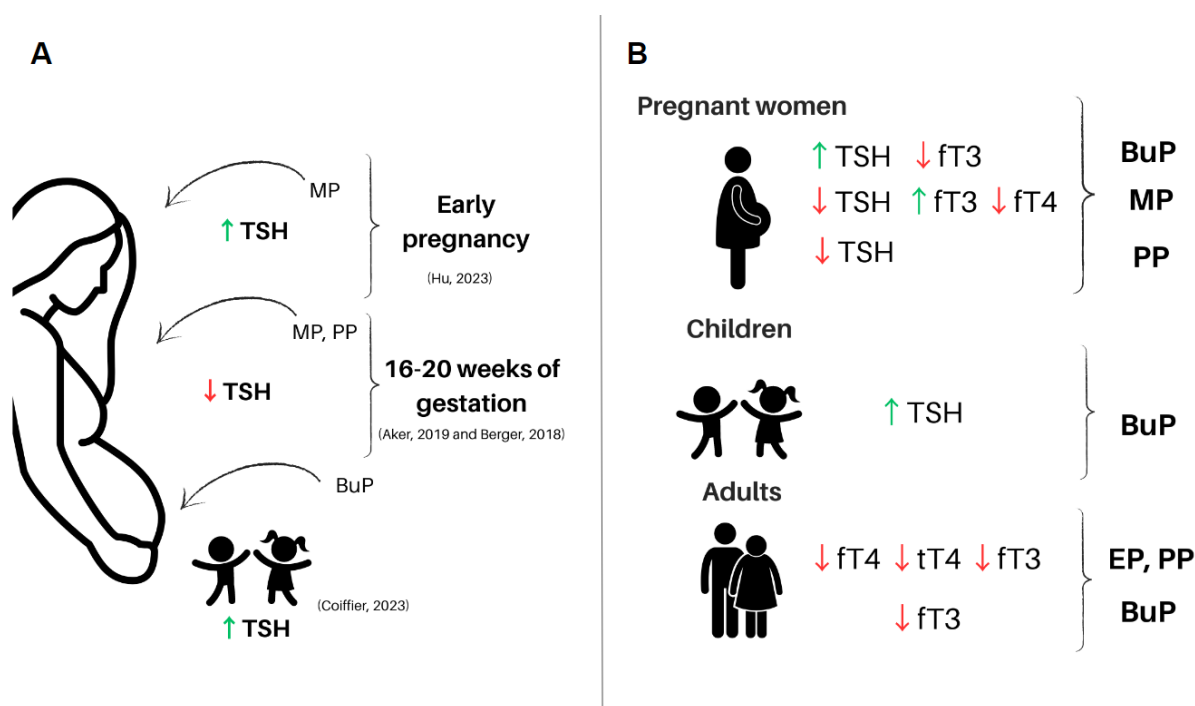 A
MP
↑ TSH
Early
pregnancy
(Hu, 2023)
MP, PP
↓ TSH
16-20 weeks of
gestation
(Aker, 2019 and Berger, 2018)
BuP
(Coiffier, 2023)
↑ TSH
B
Pregnant women
↑ TSH ↓ fT3
BuP
↓ TSH ↑ fT3 ↓ fT4
MP
↓ TSH
PP
Children
↑ TSH
BuP
Adults
↓ fT4 ↓ tT4 ↓ fT3
EP, PP
↓ fT3
BuP